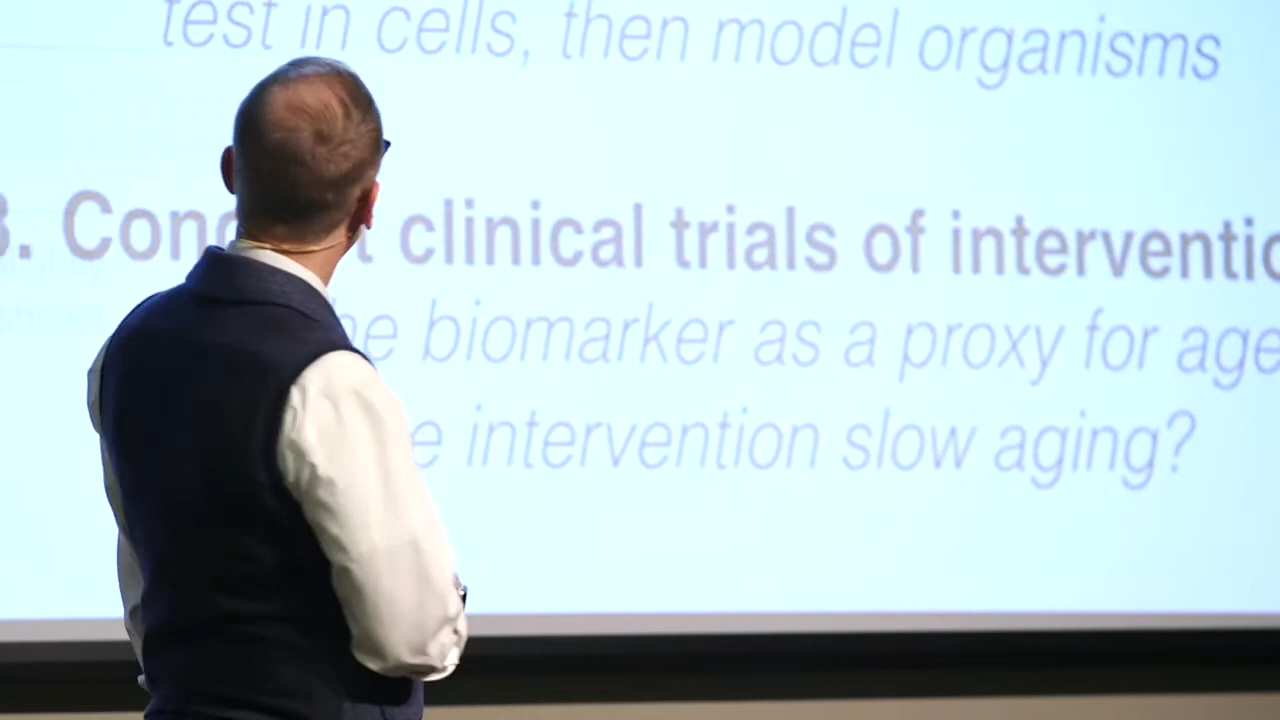 test in cells, then model organisms
3. Cond t clinical trials of interventio
he biomarker as a proxy for age
e intervention slow aging?